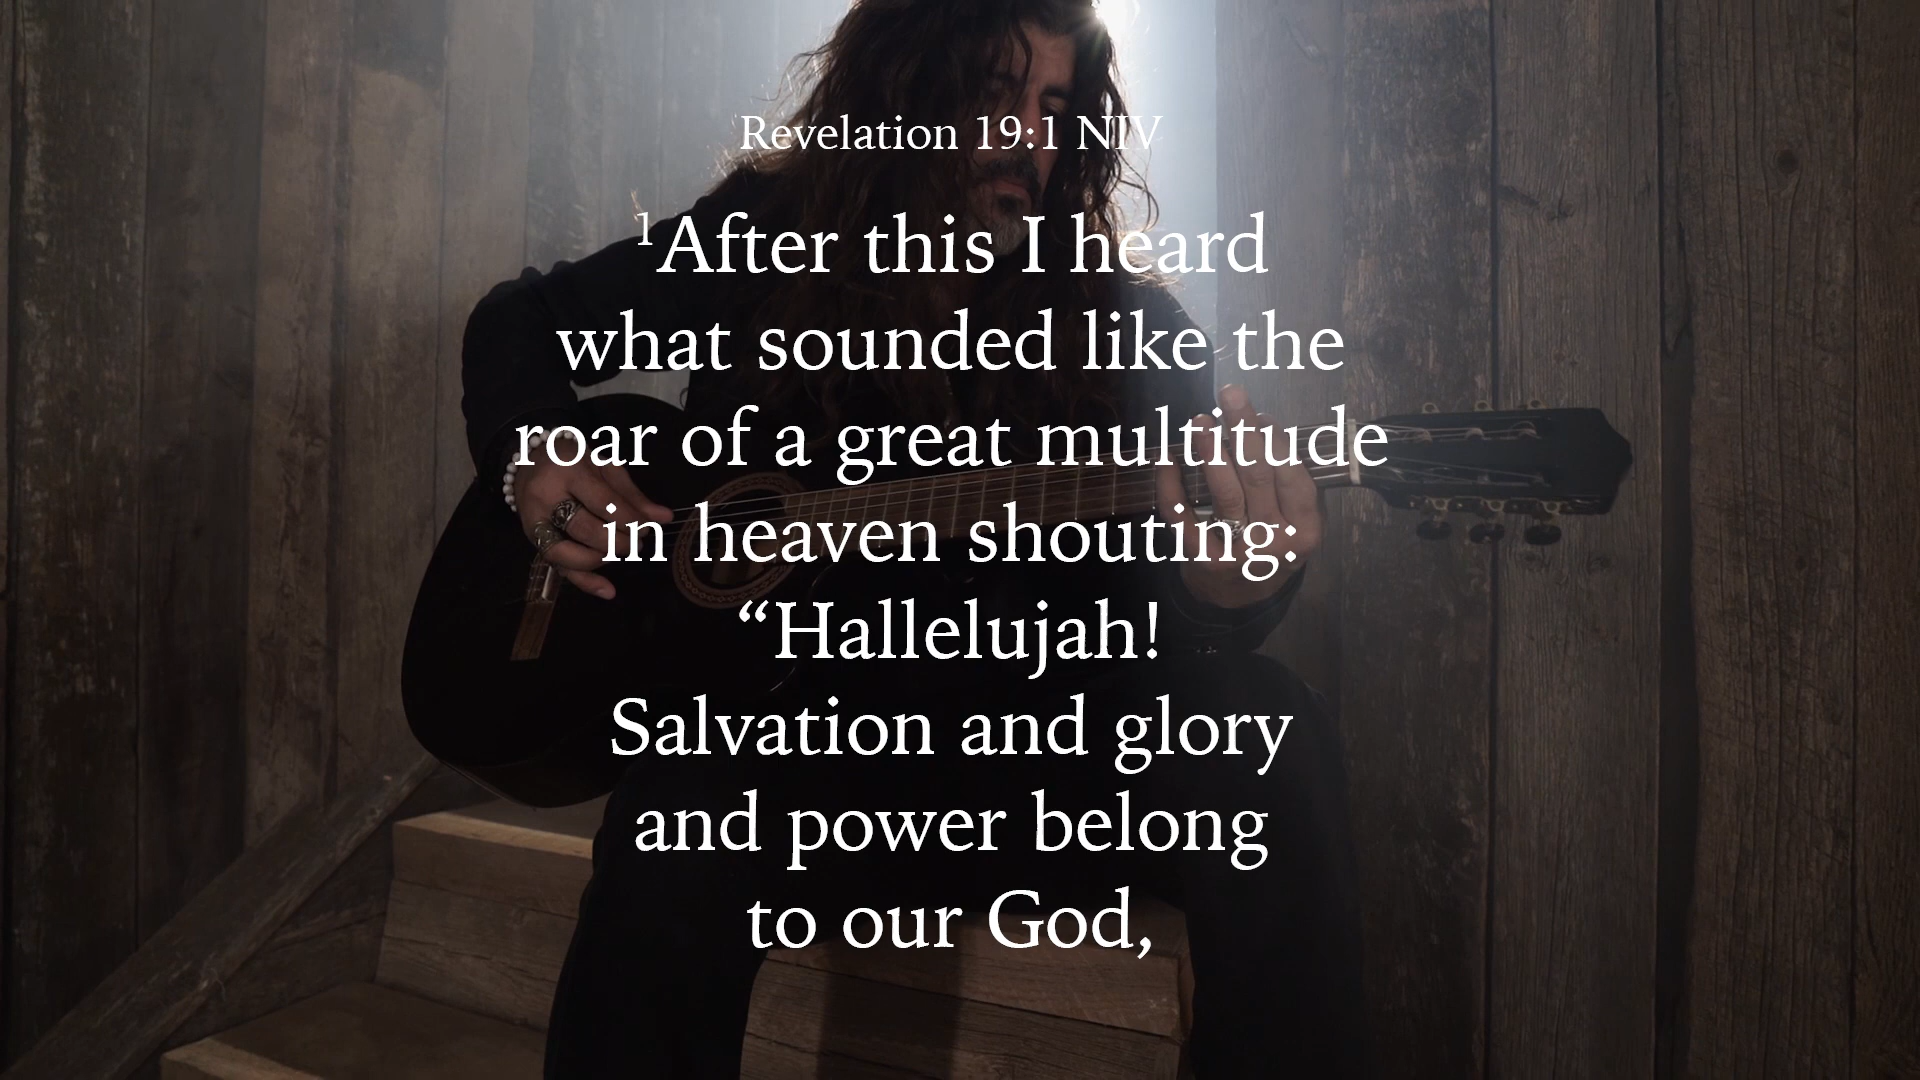 Revelation 19:1 NIV
¹After this I heard
what sounded like the
roar of a great multitude
in heaven shouting:
“Hallelujah!
Salvation and glory
and power belong
to our God,